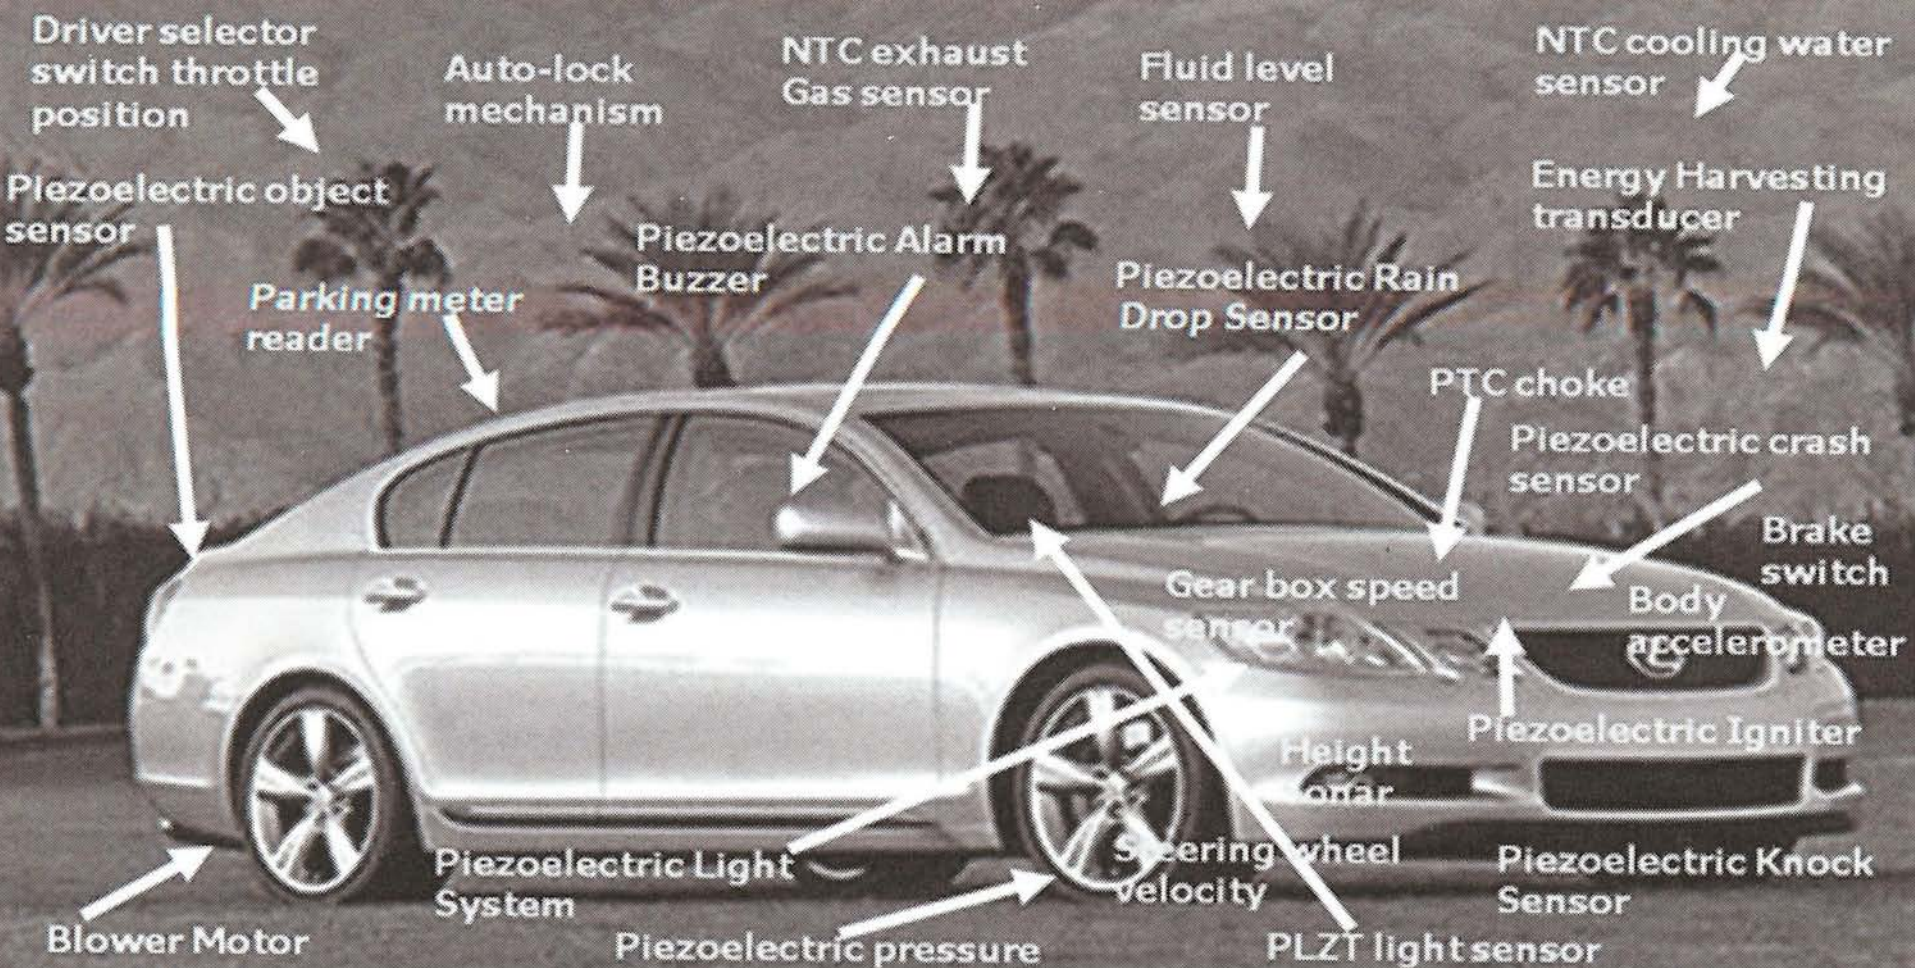 Driver selector
switch throttle
position
Auto-lock
mechanism
NTC exhaust
Gas sensor
Fluid level
sensor
NTC cooling water
sensor
Piezoelectric object
sensor
Energy Harvesting
transducer
Piezoelectric Alarm
Buzzer
Piezoelectric Rain
Drop Sensor
Parking meter
reader
PTC choke
Piezoelectric crash
sensor
Brake
switch
Gear box speed
sensor
Body
accelerometer
Piezoelectric Igniter
Height
Sonar
Steering wheel
velocity
Piezoelectric Light
System
Piezoelectric Knock
Sensor
Blower Motor
Piezoelectric pressure
PLZT light sensor